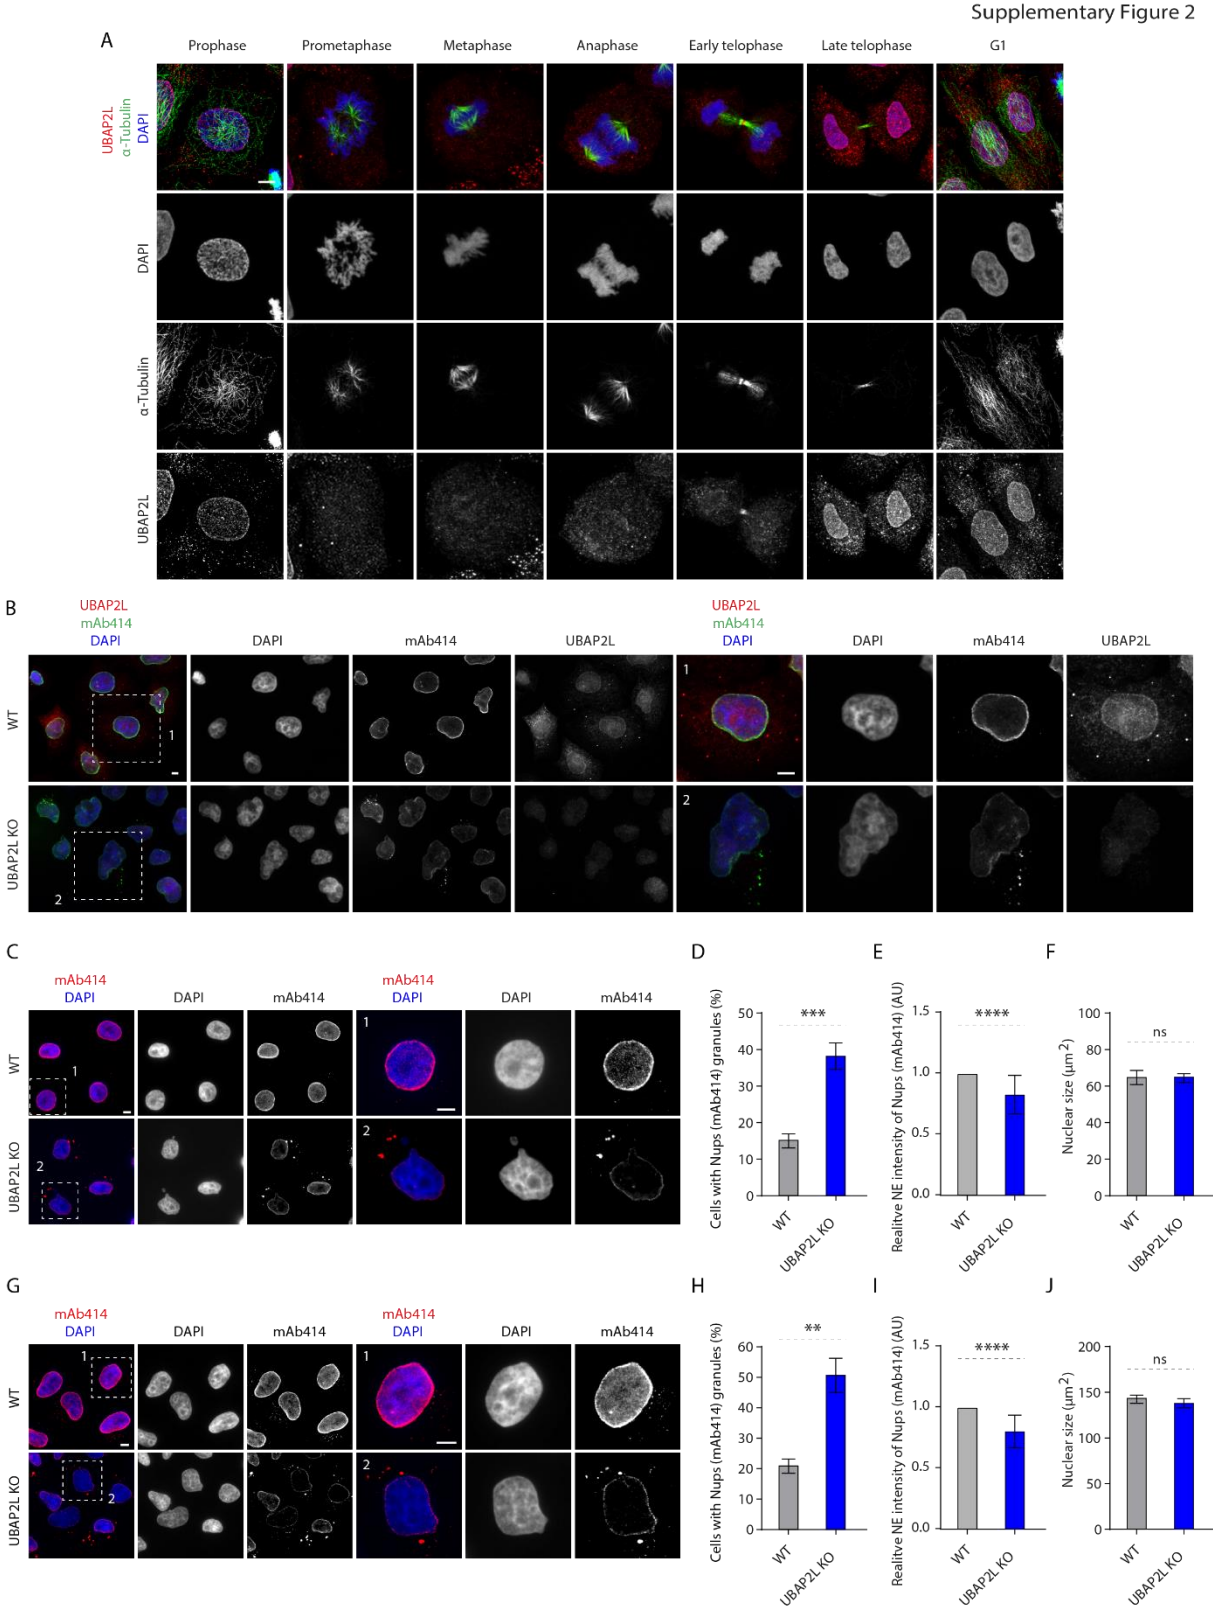 Supplementary Figure 2
A
Prophase Prometaphase Metaphase Anaphase Early telophase Late telophase G1
UBAP2L
α-Tubulin
DAPI
DAPI
α-Tubulin
UBAP2L
B
UBAP2L
mAb414
DAPI DAPI mAb414 UBAP2L
UBAP2L
mAb414
DAPI DAPI mAb414 UBAP2L
WT
1
1
UBAP2L KO
2
2
C
mAb414
DAPI DAPI mAb414
mAb414
DAPI DAPI mAb414
WT
1
1
UBAP2L KO
2
2
D
Cells with Nups (mAb414) granules (%)
50
40
30
20
10
0
***
WT
UBAP2L KO
E
Realitve NE intensity of Nups (mAb414) (AU)
1.5
1.0
0.5
0.0
****
WT
UBAP2L KO
F
Nuclear size (μm2)
100
80
60
40
20
0
ns
WT
UBAP2L KO
G
mAb414
DAPI DAPI mAb414
mAb414
DAPI DAPI mAb414
WT
1
1
UBAP2L KO
2
2
H
Cells with Nups (mAb414) granules (%)
60
50
40
30
20
10
0
**
WT
UBAP2L KO
I
Realitve NE intensity of Nups (mAb414) (AU)
1.5
1.0
0.5
0.0
****
WT
UBAP2L KO
J
Nuclear size (μm2)
200
150
100
50
0
ns
WT
UBAP2L KO